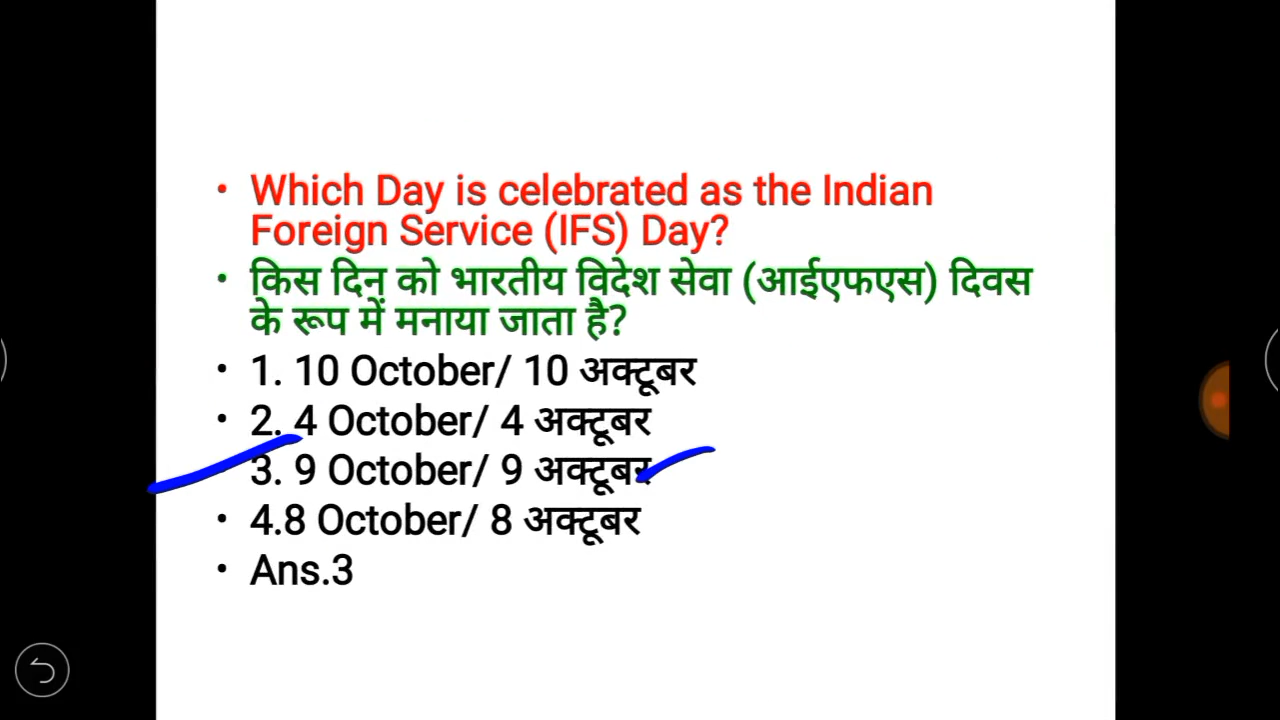 • Which Day is celebrated as the Indian
Foreign Service (IFS) Day?
• किस दिन को भारतीय विदेश सेवा (आईएफएस) दिवस
के रूप में मनाया जाता है?
• 1. 10 October/ 10 अक्टूबर
• 2. 4 October/ 4 अक्टूबर
3. 9 October/ 9 अक्टूबर
• 4.8 October/ 8 अक्टूबर
• Ans.3